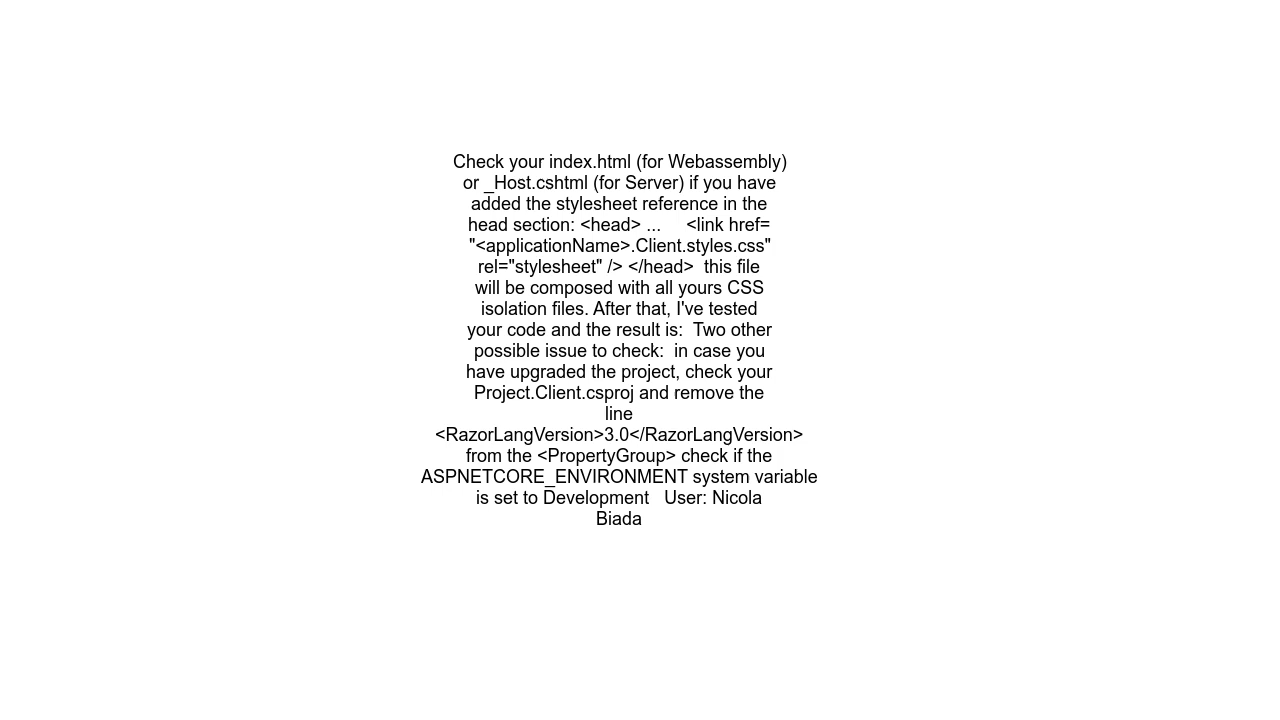 Check your index.html (for Webassembly)
or _Host.cshtml (for Server) if you have
added the stylesheet reference in the
head section: <head> ...     <link href=
"<applicationName>.Client.styles.css"
rel="stylesheet" /> </head>  this file
will be composed with all yours CSS
isolation files. After that, I've tested
your code and the result is:  Two other
possible issue to check:  in case you
have upgraded the project, check your
Project.Client.csproj and remove the
line
<RazorLangVersion>3.0</RazorLangVersion>
from the <PropertyGroup> check if the
ASPNETCORE_ENVIRONMENT system variable
is set to Development   User: Nicola
Biada